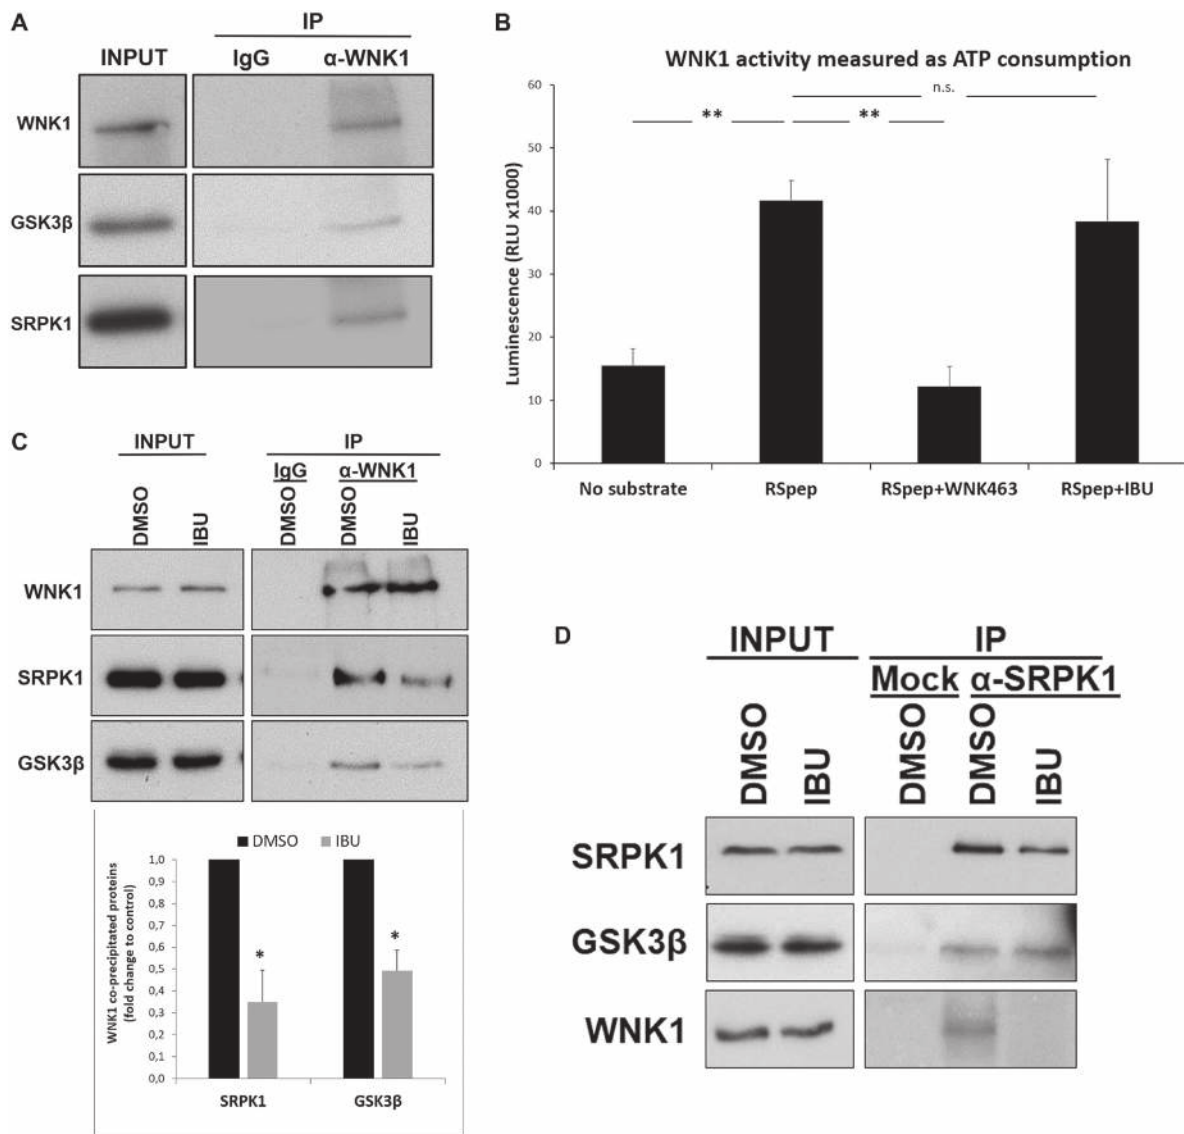 A
IP
INPUT IgG α-WNK1
WNK1
GSK3β
SRPK1
B
WNK1 activity measured as ATP consumption
n.s.
** **
Luminescence (RLU x1000)
60
50
40
30
20
10
0
No substrate RSpep RSpep+WNK463 RSpep+IBU
C
INPUT IP
IgG α-WNK1
DMSO IBU DMSO DMSO IBU
WNK1
SRPK1
GSK3β
DMSO IBU
WNK1 co-precipitated proteins
(fold change to control)
1,0
0,9
0,8
0,7
0,6
0,5
0,4
0,3
0,2
0,1
0,0
* *
SRPK1 GSK3β
D
INPUT IP
Mock α-SRPK1
DMSO IBU DMSO DMSO IBU
SRPK1
GSK3β
WNK1